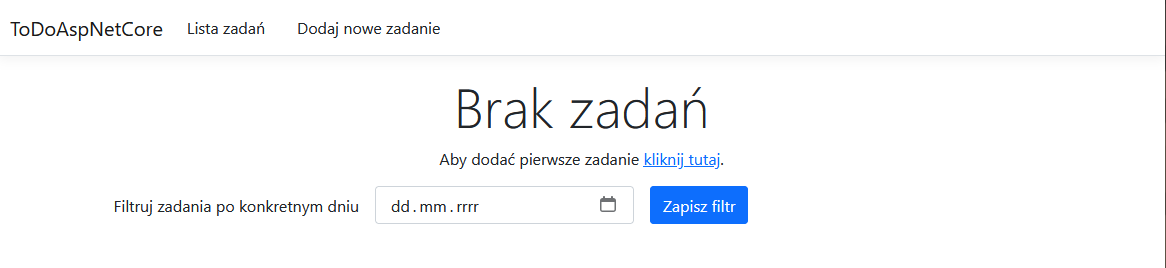 ToDoAspNetCore Lista zadań Dodaj nowe zadanie
Brak zadań
Aby dodać pierwsze zadanie kliknij tutaj.
Filtruj zadania po konkretnym dniu dd.mm.rrrr Zapisz filtr